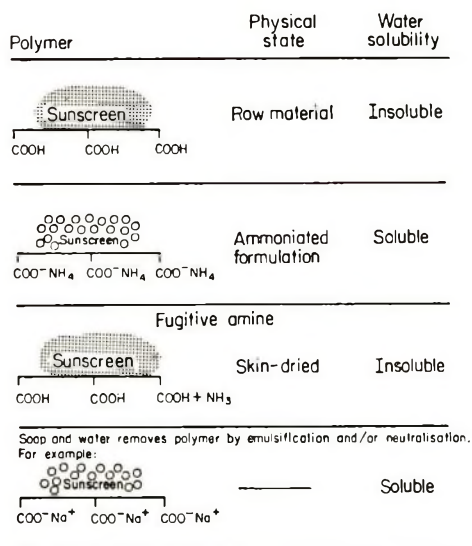 Polymer Physical state Water solubility
Sunscreen Row material Insoluble
COOH COOH COOH
Sunscreen Ammoniated formulation Soluble
COO⁻NH₄ COO⁻NH₄ COO⁻NH₄
Fugitive amine
Sunscreen Skin-dried Insoluble
COOH COOH COOH + NH₃
Soap and water removes polymer by emulsification and/or neutralisation.
For example:
Sunscreen Soluble
COO⁻Na⁺ COO⁻Na⁺ COO⁻Na⁺